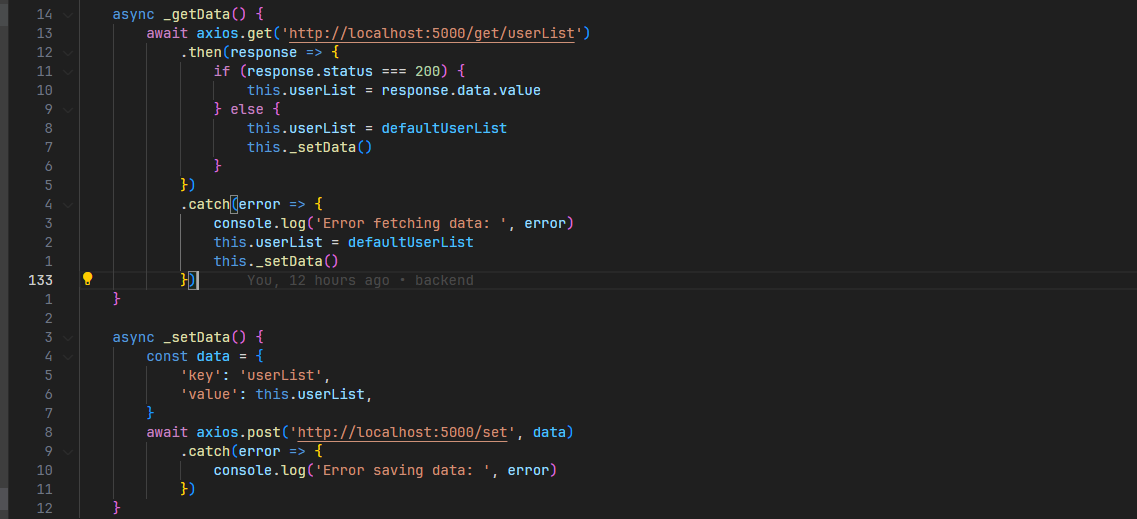 14 async _getData() {
13 await axios.get('http://localhost:5000/get/userList')
12 .then(response => {
11 if (response.status === 200) {
10 this.userList = response.data.value
9 } else {
8 this.userList = defaultUserList
7 this._setData()
6 }
5 })
4 .catch(error => {
3 console.log('Error fetching data: ', error)
2 this.userList = defaultUserList
1 this._setData()
133 }) You, 12 hours ago • backend
1 }
2
3 async _setData() {
4 const data = {
5 'key': 'userList',
6 'value': this.userList,
7 }
8 await axios.post('http://localhost:5000/set', data)
9 .catch(error => {
10 console.log('Error saving data: ', error)
11 })
12 }